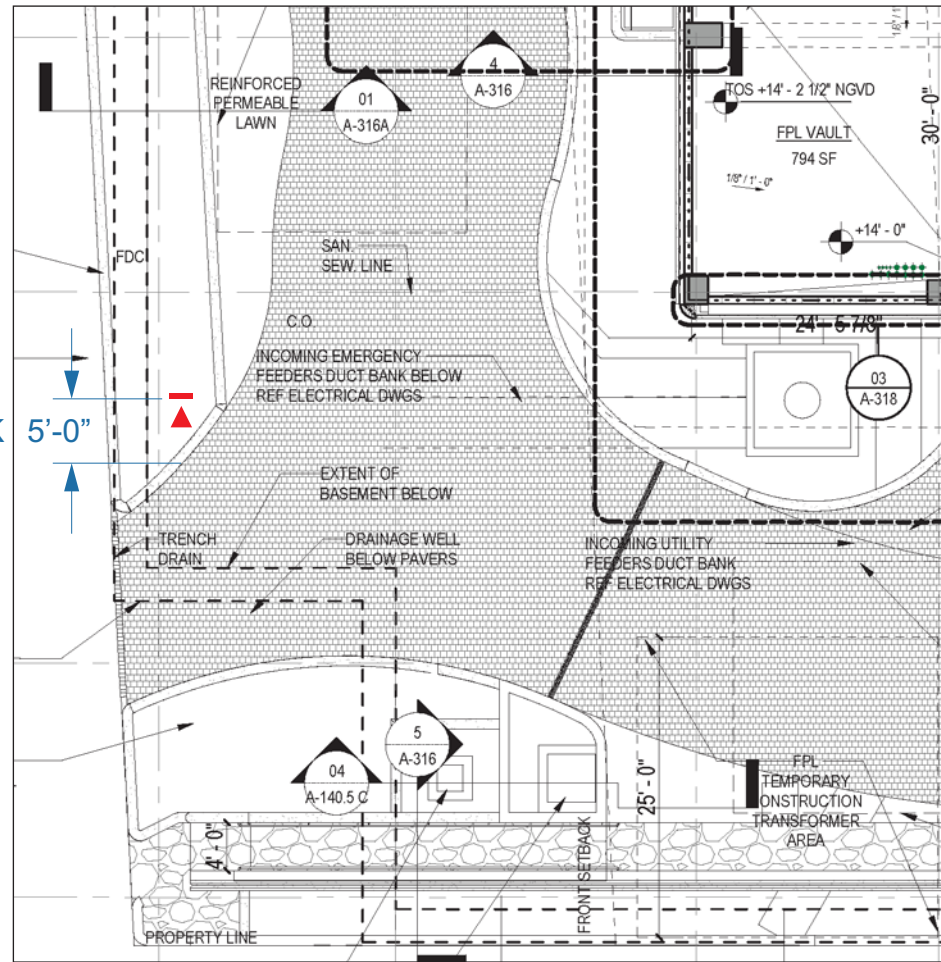 4
A-316
REINFORCED
PERMEABLE
LAWN
01
A-316A
TOS +14' - 2 1/2" NGVD
FPL VAULT
794 SF
30' - 0"
1/8" / 1'
1/8" / 1' - 0"
+14' - 0"
FDC
SAN.
SEW. LINE
C.O.
24' - 5 7/8"
INCOMING EMERGENCY
FEEDERS DUCT BANK BELOW
REF ELECTRICAL DWGS
03
A-318
5'-0"
EXTENT OF
BASEMENT BELOW
TRENCH
DRAIN
DRAINAGE WELL
BELOW PAVERS
INCOMING UTILITY
FEEDERS DUCT BANK
REF ELECTRICAL DWGS
5
A-316
04
A-140.5 C
FPL
TEMPORARY
ONSTRUCTION
TRANSFORMER
AREA
25' - 0"
4' - 0"
FRONT SETBACK
PROPERTY LINE